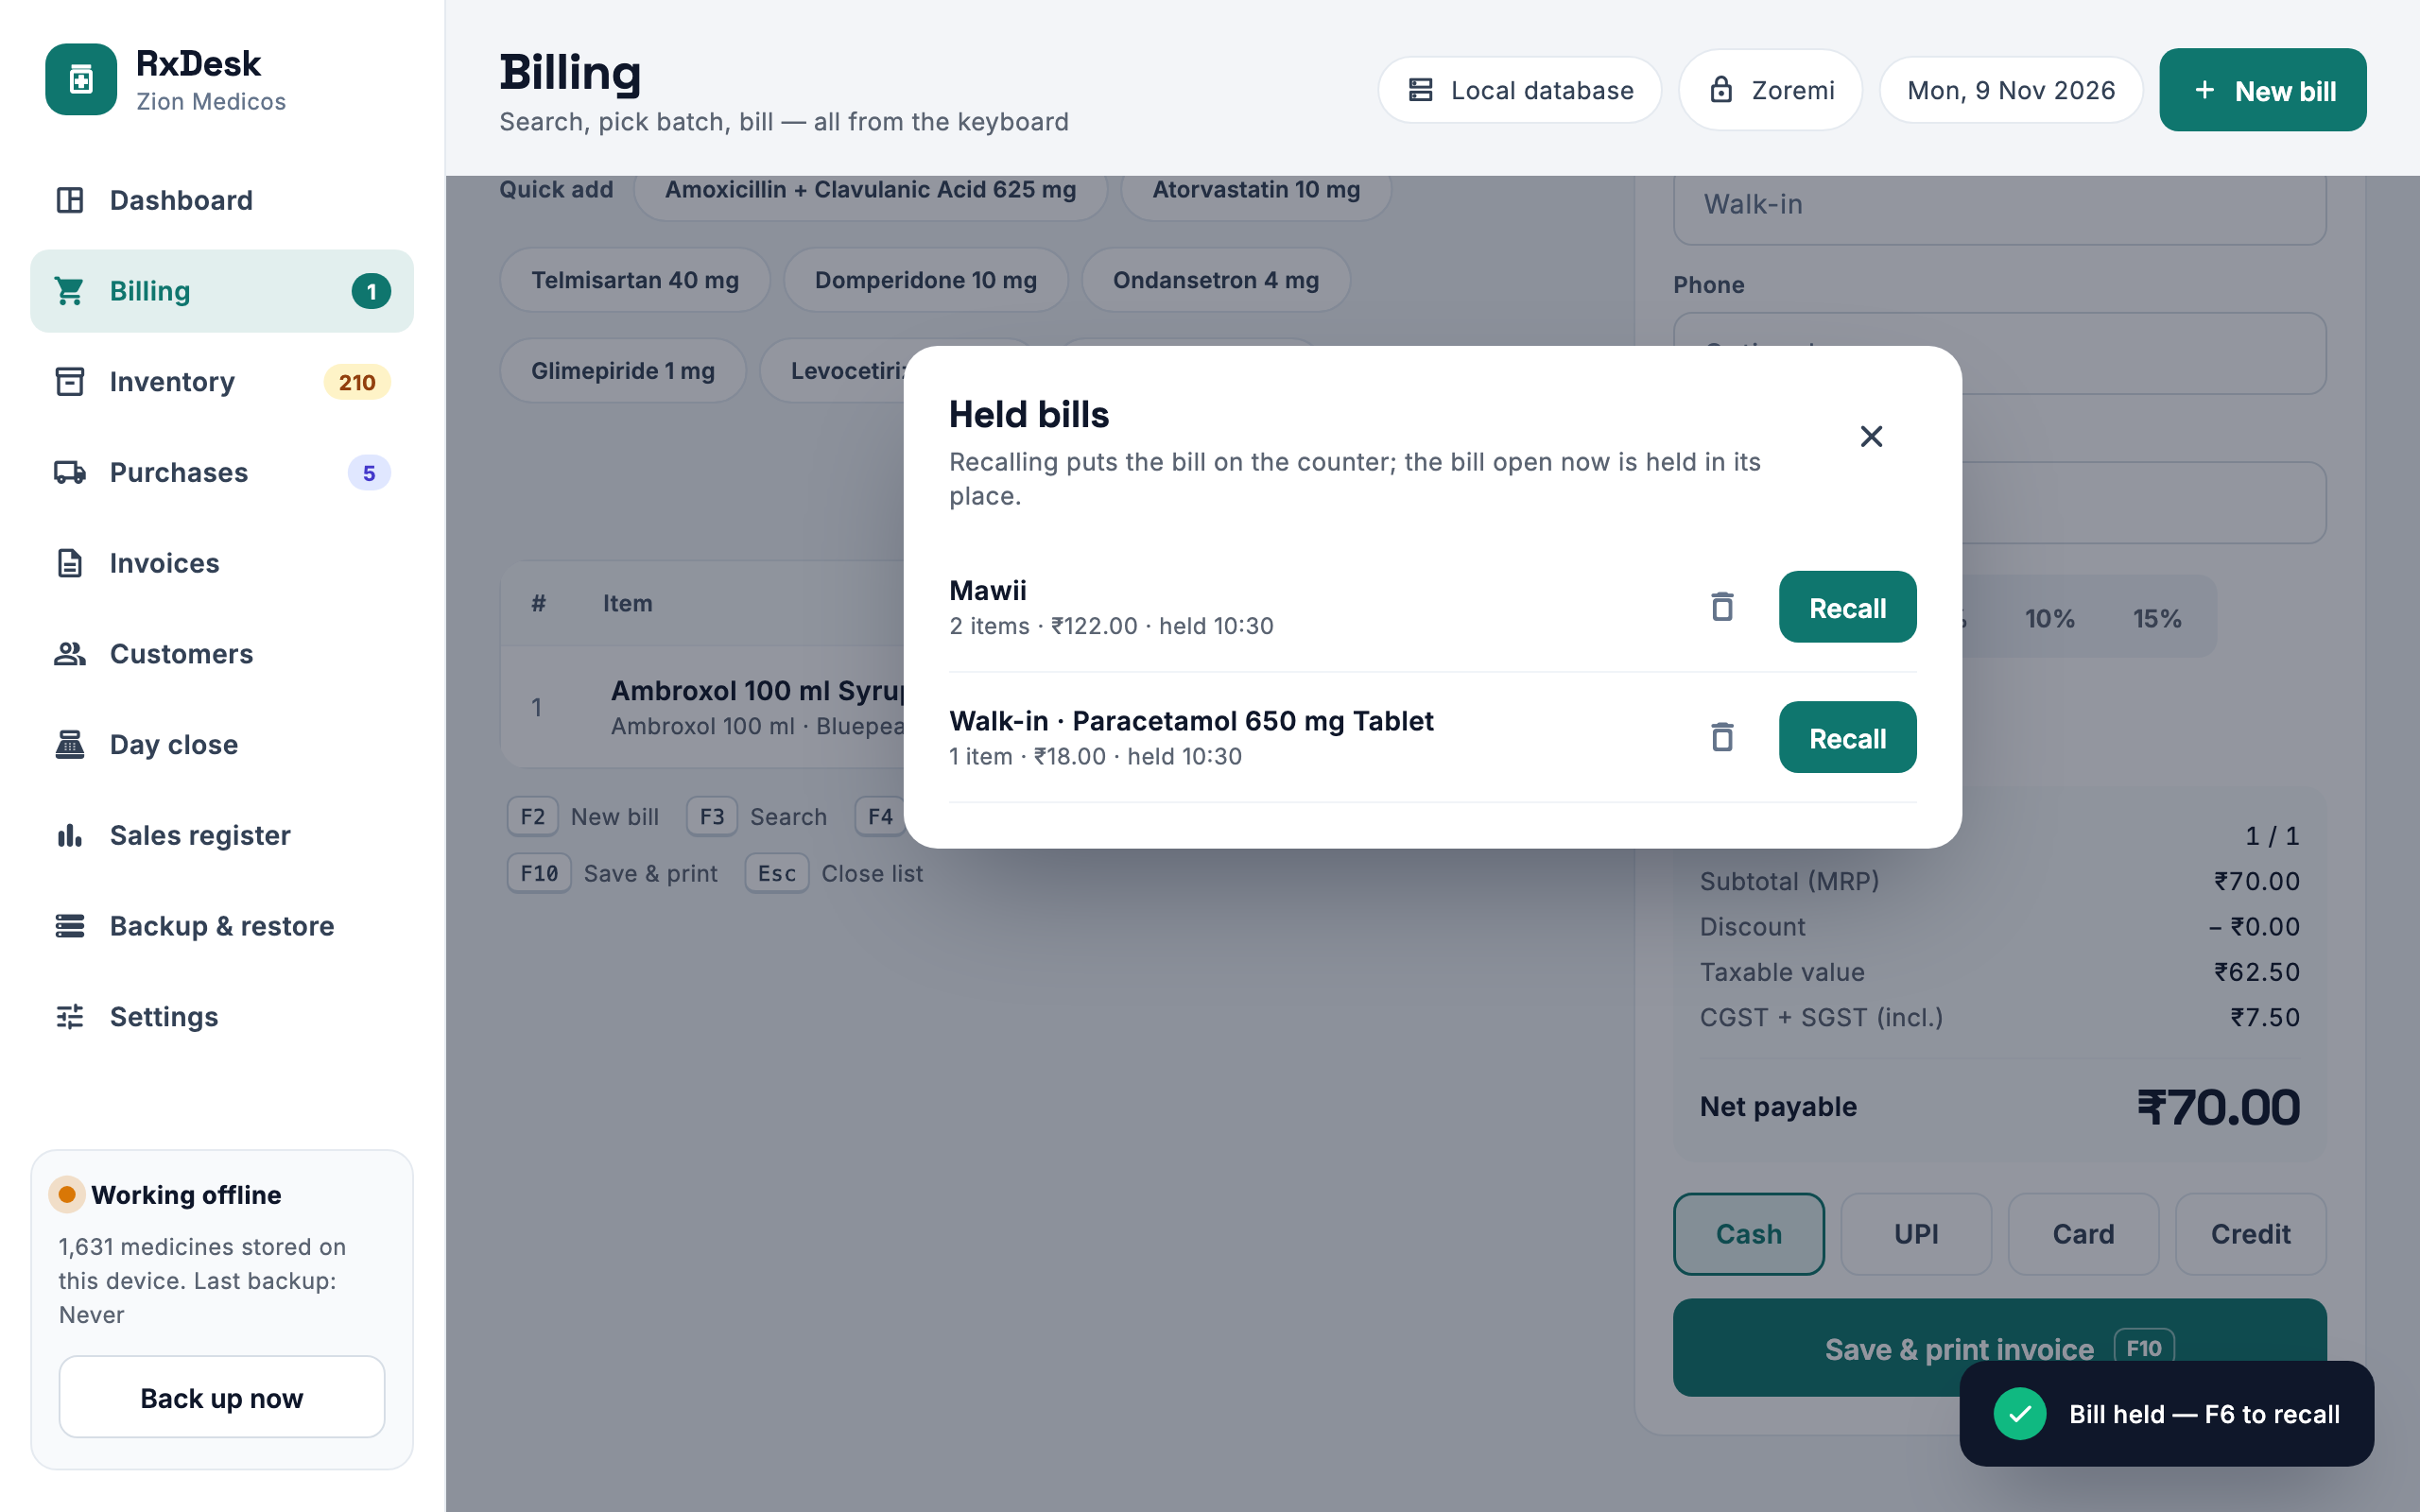 RxDesk
Zion Medicos
Dashboard
Billing 1
Inventory 210
Purchases 5
Invoices
Customers
Day close
Sales register
Backup & restore
Settings
Working offline
1,631 medicines stored on
this device. Last backup:
Never
Back up now
Billing
Search, pick batch, bill — all from the keyboard
Local database
Zoremi
Mon, 9 Nov 2026
+ New bill
Quick add
Amoxicillin + Clavulanic Acid 625 mg
Atorvastatin 10 mg
Telmisartan 40 mg
Domperidone 10 mg
Ondansetron 4 mg
Glimepiride 1 mg
# Item
1
Ambroxol 100 ml Syrup
Ambroxol 100 ml ·
F2 New bill F3 Search F4
F10 Save & print Esc Close list
Held bills
Recalling puts the bill on the counter; the bill open now is held in its
place.
Mawii
2 items · ₹122.00 · held 10:30
Recall
Walk-in · Paracetamol 650 mg Tablet
1 item · ₹18.00 · held 10:30
Recall
Walk-in
Phone
10% 15%
1 / 1
Subtotal (MRP) ₹70.00
Discount – ₹0.00
Taxable value ₹62.50
CGST + SGST (incl.) ₹7.50
Net payable ₹70.00
Cash UPI Card Credit
Save & print invoice F10
Bill held — F6 to recall